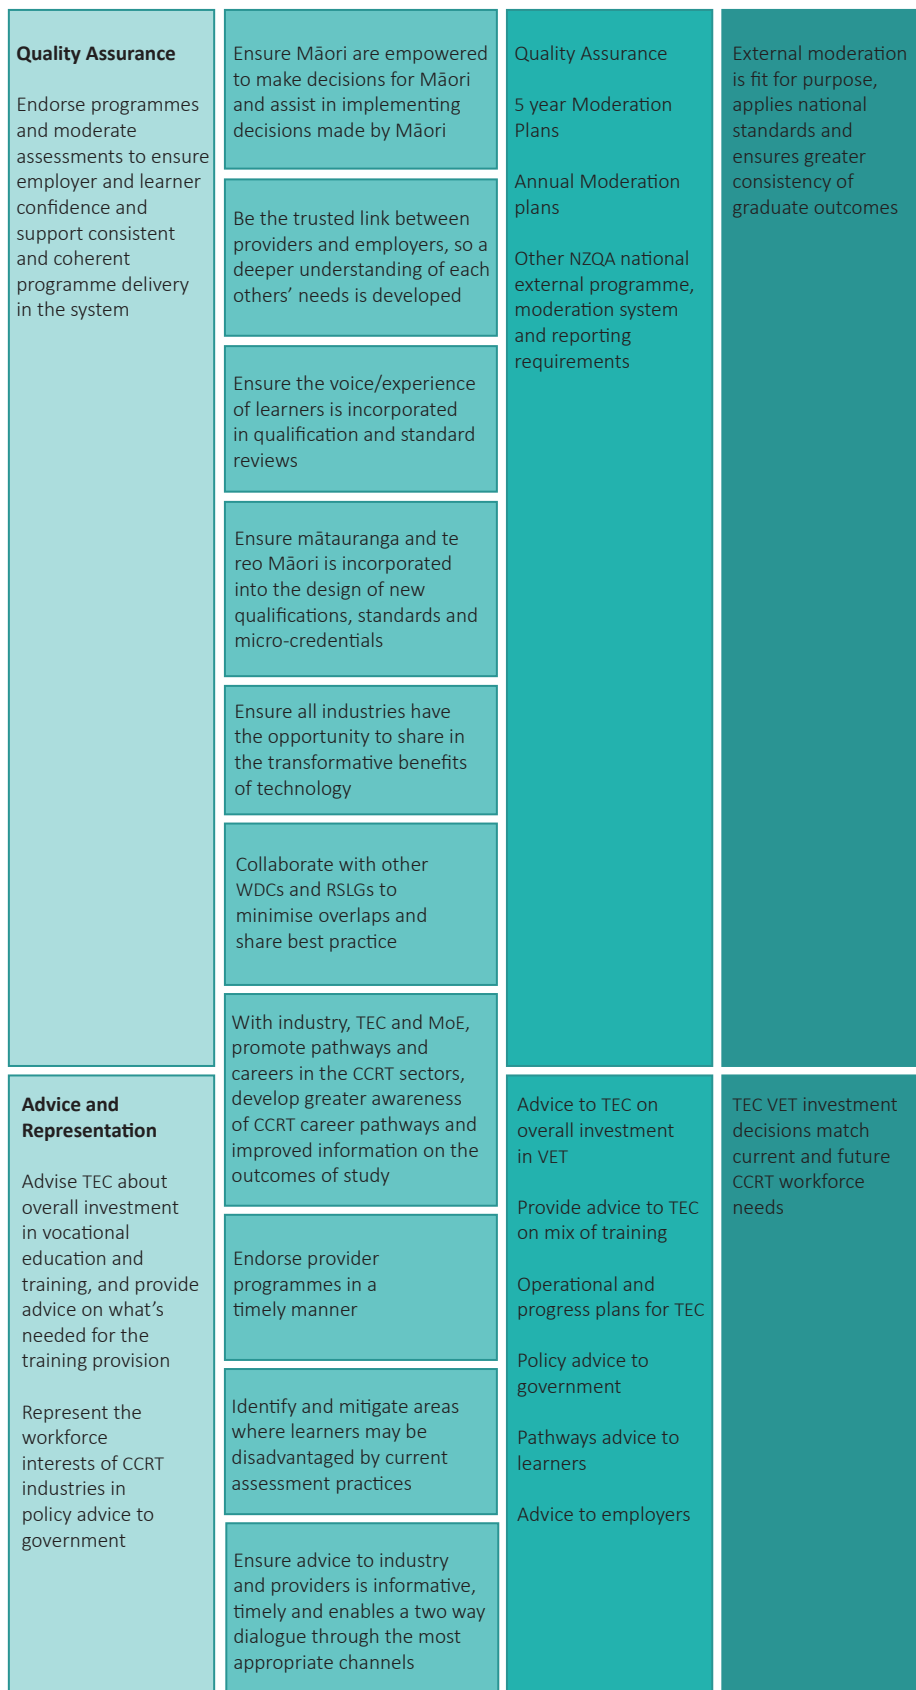 Quality Assurance
Endorse programmes
and moderate
assessments to ensure
employer and learner
confidence and
support consistent
and coherent
programme delivery
in the system
Ensure Māori are empowered
to make decisions for Māori
and assist in implementing
decisions made by Māori
Be the trusted link between
providers and employers, so a
deeper understanding of each
others’ needs is developed
Ensure the voice/experience
of learners is incorporated
in qualification and standard
reviews
Ensure mātauranga and te
reo Māori is incorporated
into the design of new
qualifications, standards and
micro-credentials
Ensure all industries have
the opportunity to share in
the transformative benefits
of technology
Collaborate with other
WDCs and RSLGs to
minimise overlaps and
share best practice
With industry, TEC and MoE,
promote pathways and
careers in the CCRT sectors,
develop greater awareness
of CCRT career pathways and
improved information on the
outcomes of study
Endorse provider
programmes in a
timely manner
Identify and mitigate areas
where learners may be
disadvantaged by current
assessment practices
Ensure advice to industry
and providers is informative,
timely and enables a two way
dialogue through the most
appropriate channels
Quality Assurance
5 year Moderation
Plans
Annual Moderation
plans
Other NZQA national
external programme,
moderation system
and reporting
requirements
External moderation
is fit for purpose,
applies national
standards and
ensures greater
consistency of
graduate outcomes
Advice and
Representation
Advise TEC about
overall investment
in vocational
education and
training, and provide
advice on what’s
needed for the
training provision
Represent the
workforce
interests of CCRT
industries in
policy advice to
government
Advice to TEC on
overall investment
in VET
Provide advice to TEC
on mix of training
Operational and
progress plans for TEC
Policy advice to
government
Pathways advice to
learners
Advice to employers
TEC VET investment
decisions match
current and future
CCRT workforce
needs